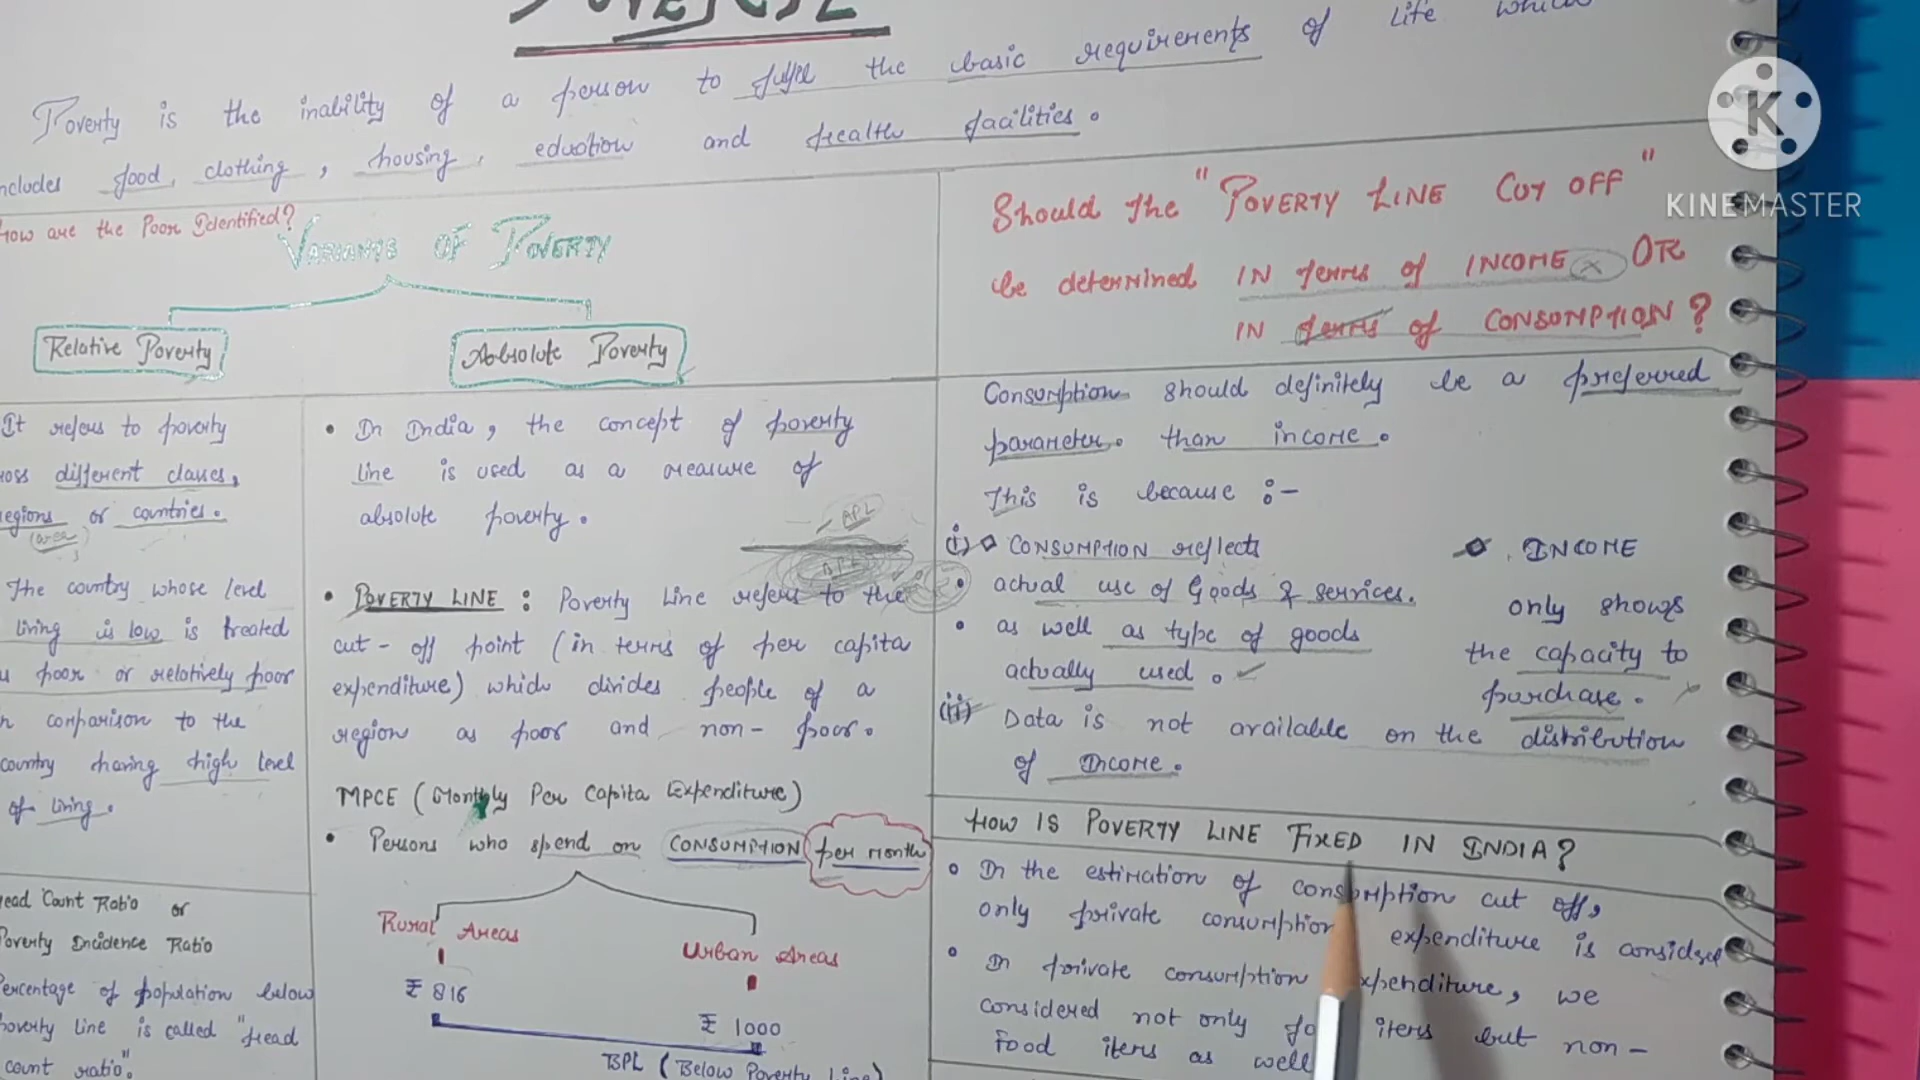 Poverty is the inability of a person to fulfil the basic requirements of life which
includes food, clothing, housing, eduction and health facilities.
How are the Poor Identified?
VARIANTS OF POVERTY
Relative Poverty
Absolute Poverty
It refers to poverty
different classes,
regions or countries.
(area)
The country whose level
living is low is treated
poor or relatively poor
comparison to the
country having high level
of living.
Head Count Ratio or
Poverty Incidence Ratio
Percentage of population below
poverty line is called "Head
count ratio".
• In India, the concept of poverty
line is used as a measure of
absolute poverty.
APL
BPL
• POVERTY LINE : Poverty Line refers to the
cut-off point (in terms of per capita
expenditure) which divides people of a
region as poor and non-poor.
MPCE (Monthly Per Capita Expenditure)
• Persons who spend on CONSUMPTION per month
Rural Areas
Urban Areas
₹ 816
₹ 1000
BPL (Below Poverty Line)
Should the "POVERTY LINE CUT OFF"
be determined IN terms of INCOME x OR
IN terms of CONSUMPTION?
Consumption should definitely be a preferred
parameter. than income.
This is because :-
(i) CONSUMPTION reflects
• actual use of Goods & services.
• as well as type of goods
actually used.
INCOME
only shows
the capacity to
purchase.
(ii) Data is not available on the distribution
of Income.
HOW IS POVERTY LINE FIXED IN INDIA?
• In the estimation of consumption cut off,
only private consumption expenditure is considered
• In private consumption expenditure, we
considered not only items but non-
food items as well
K
KINEMASTER